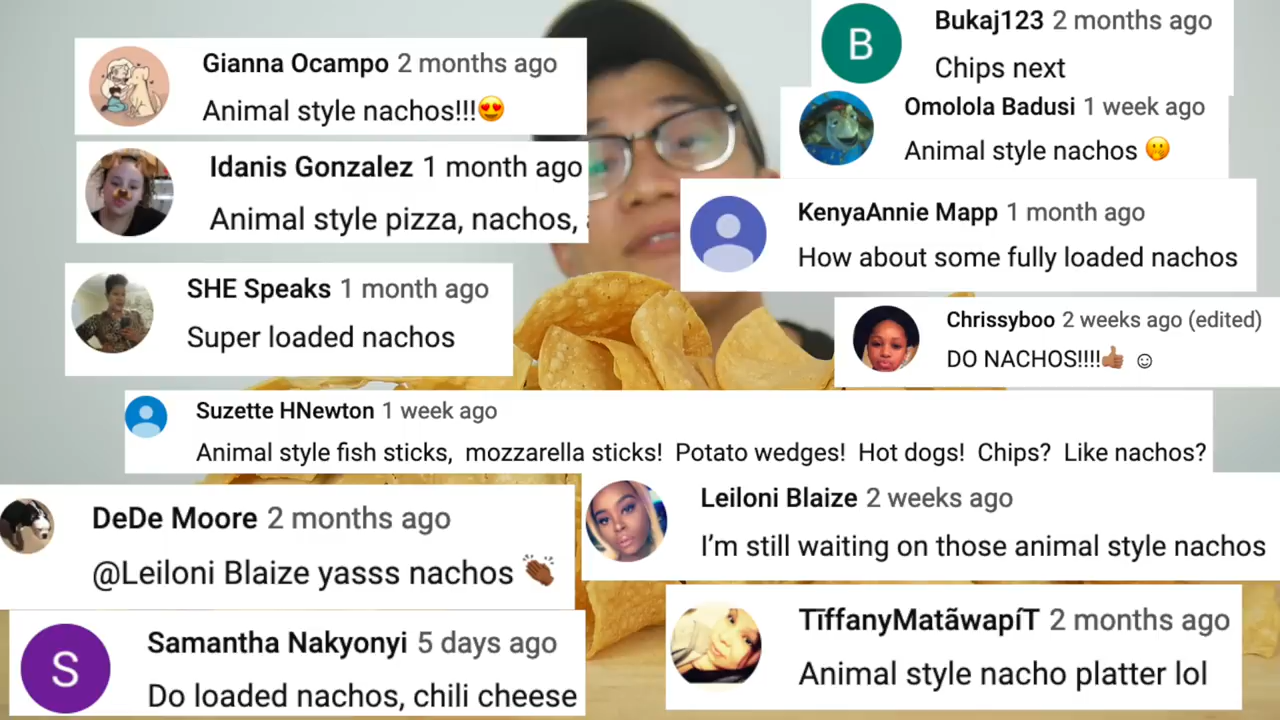 Gianna Ocampo 2 months ago
Animal style nachos!!!😍
Idanis Gonzalez 1 month ago
Animal style pizza, nachos,
SHE Speaks 1 month ago
Super loaded nachos
B
Bukaj123 2 months ago
Chips next
Omolola Badusi 1 week ago
Animal style nachos 🤭
KenyaAnnie Mapp 1 month ago
How about some fully loaded nachos
Chrissyboo 2 weeks ago (edited)
DO NACHOS!!!!👍🏽 ☺
Suzette HNewton 1 week ago
Animal style fish sticks, mozzarella sticks! Potato wedges! Hot dogs! Chips? Like nachos?
DeDe Moore 2 months ago
@Leiloni Blaize yasss nachos 👏🏾
Leiloni Blaize 2 weeks ago
I'm still waiting on those animal style nachos
S
Samantha Nakyonyi 5 days ago
Do loaded nachos, chili cheese
TïffanyMatãwapíT 2 months ago
Animal style nacho platter lol